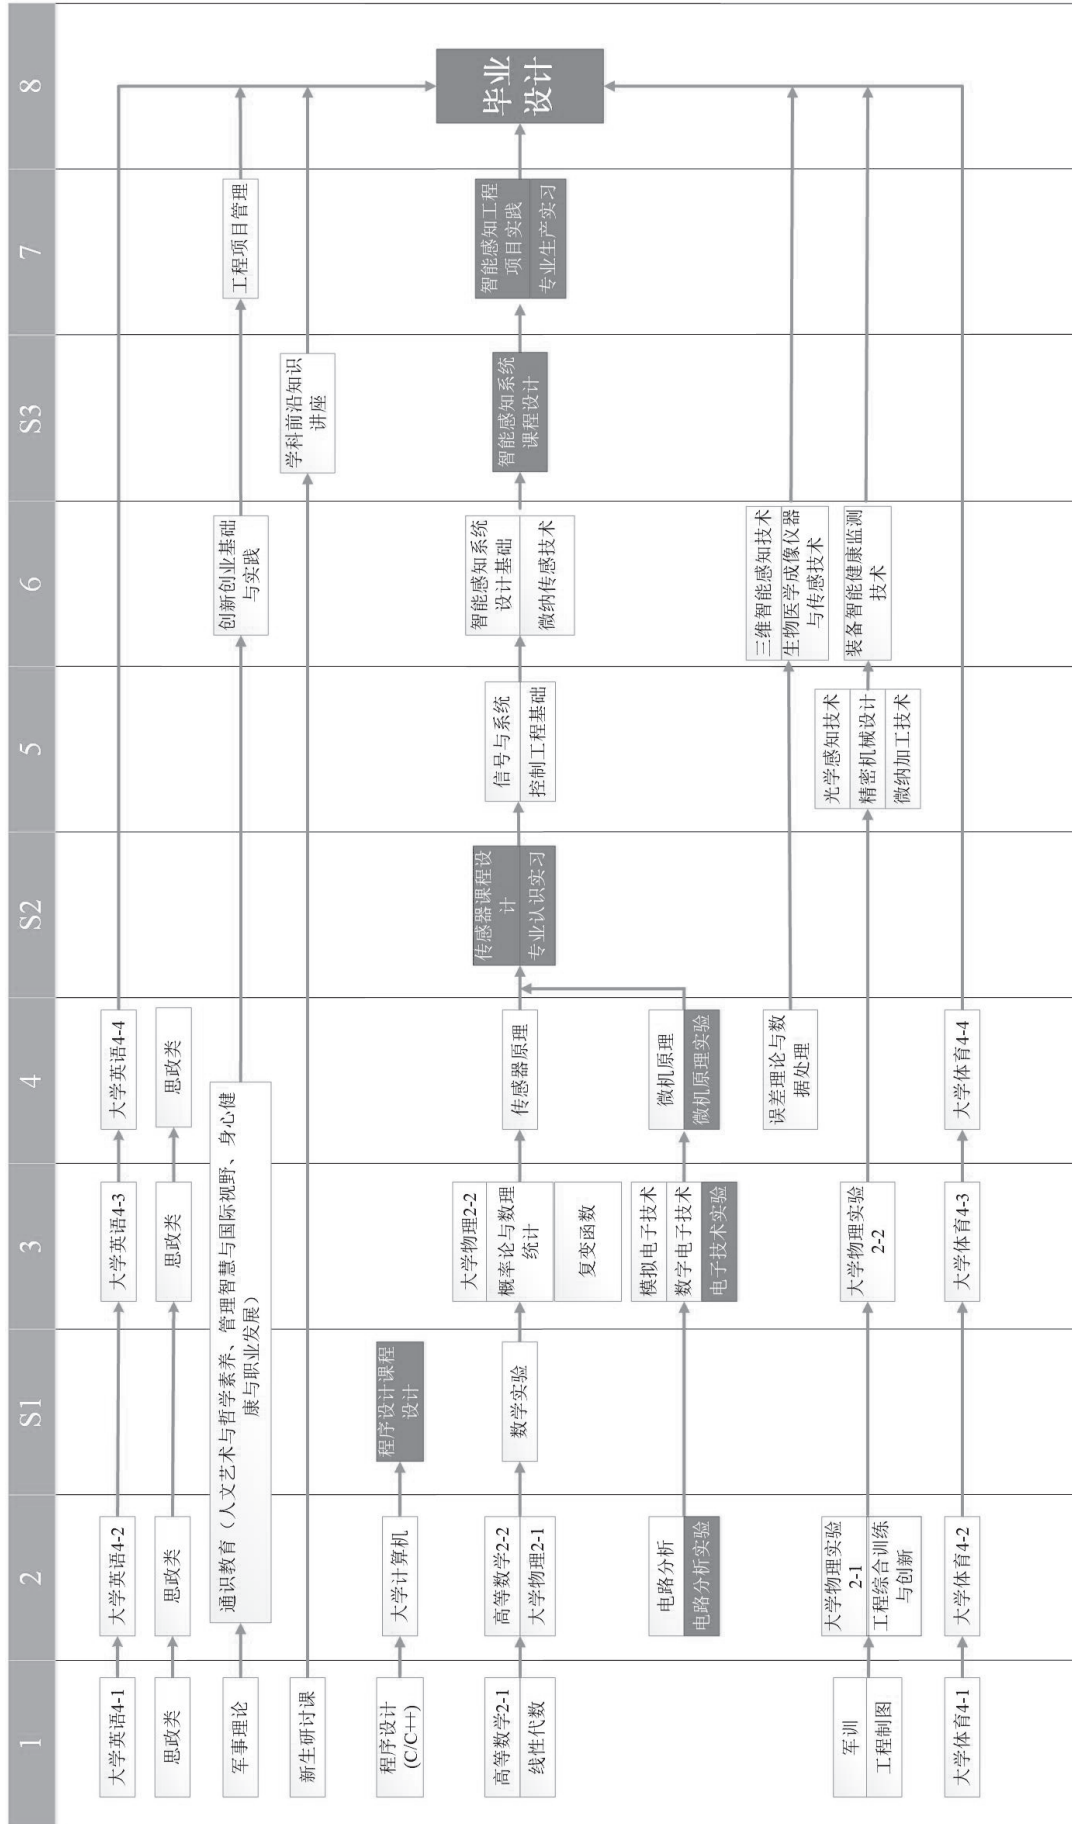 1
2
S1
3
4
S2
5
6
S3
7
8
大学英语4-1
大学英语4-2
大学英语4-3
大学英语4-4
思政类
思政类
思政类
思政类
军事理论
通识教育（人文艺术与哲学素养、管理智慧与国际视野、身心健
康与职业发展）
创新创业基础
与实践
工程项目管理
新生研讨课
学科前沿知识
讲座
程序设计
(C/C++)
大学计算机
程序设计课程
设计
高等数学2-1
线性代数
高等数学2-2
大学物理2-1
数学实验
大学物理2-2
概率论与数理
统计
复变函数
传感器原理
传感器课程设
计
专业认识实习
信号与系统
控制工程基础
智能感知系统
设计基础
微纳传感技术
智能感知系统
课程设计
智能感知工程
项目实践
专业生产实习
毕业
设计
电路分析
电路分析实验
模拟电子技术
数字电子技术
电子技术实验
微机原理
微机原理实验
误差理论与数
据处理
三维智能感知技术
生物医学成像仪器
与传感技术
军训
工程制图
大学物理实验
2-1
工程综合训练
与创新
大学物理实验
2-2
光学感知技术
精密机械设计
微纳加工技术
装备智能健康监测
技术
大学体育4-1
大学体育4-2
大学体育4-3
大学体育4-4